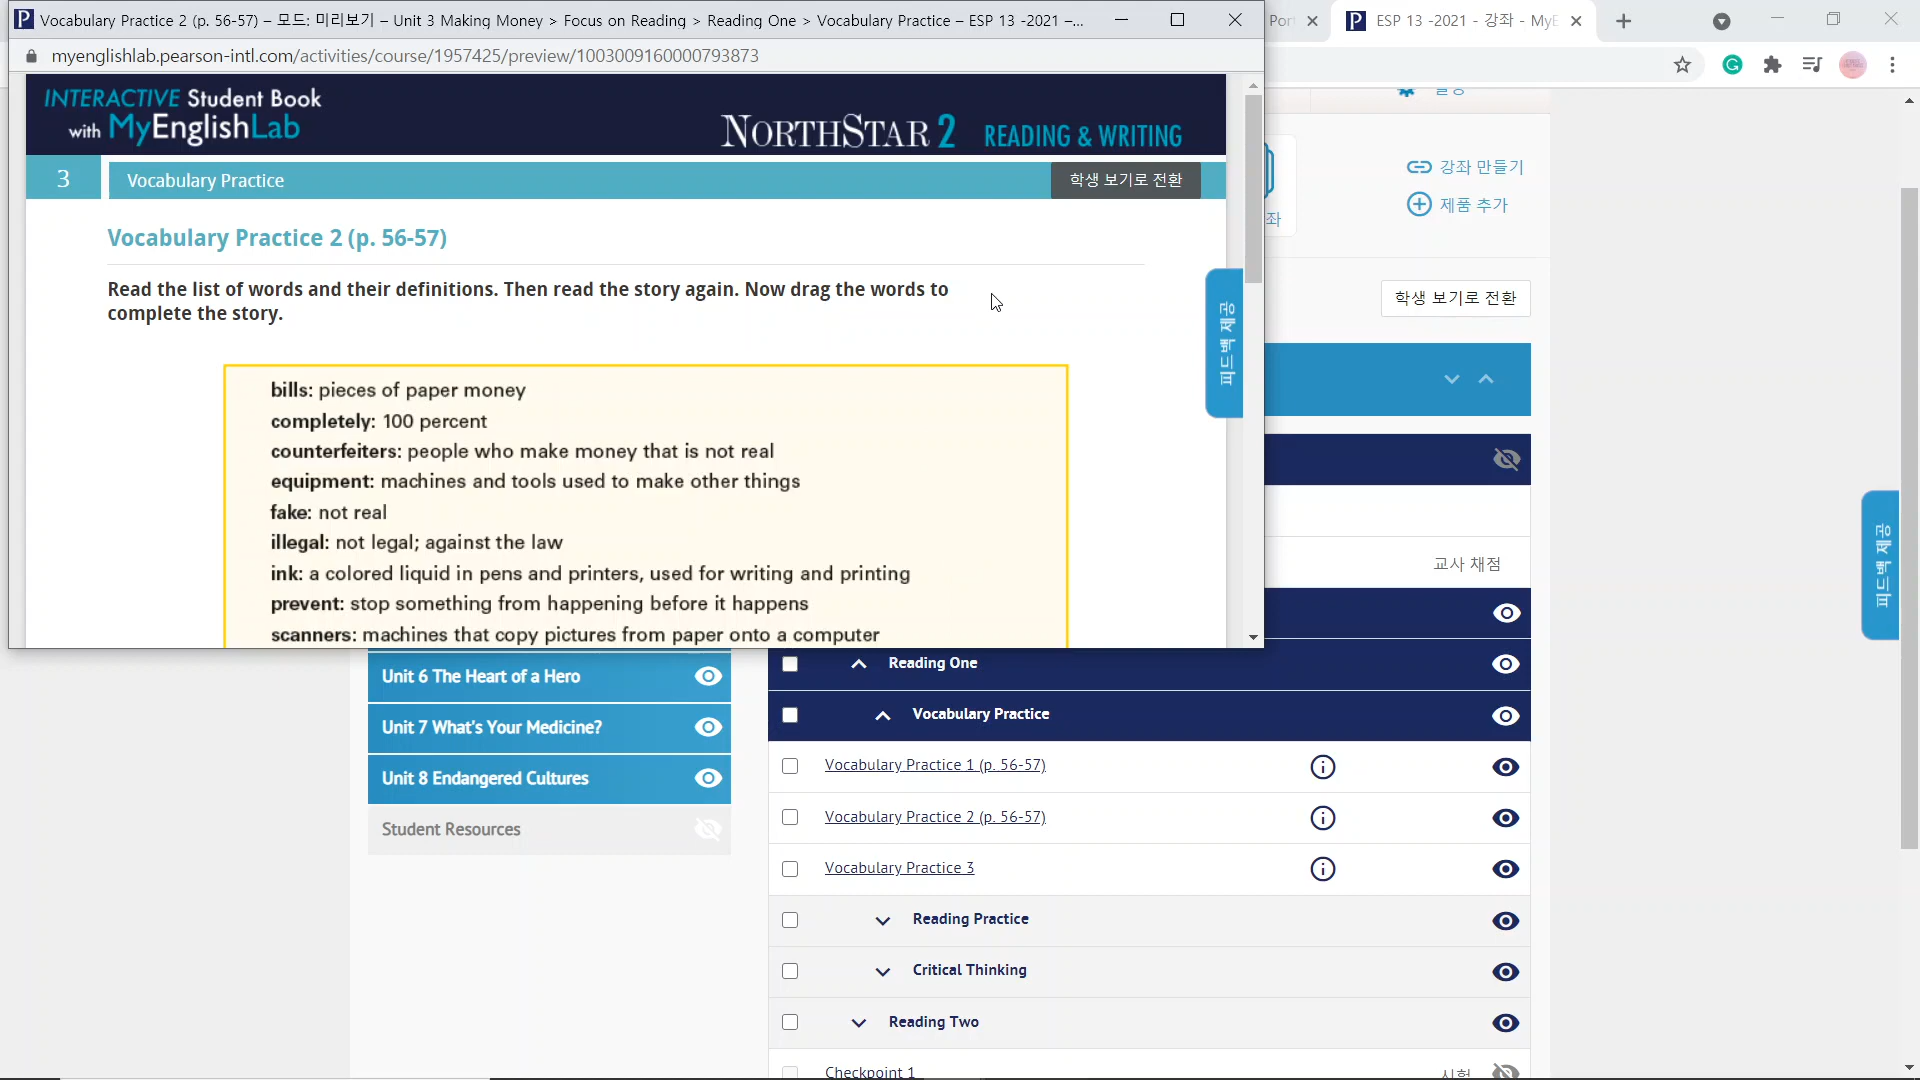 Vocabulary Practice 2 (p. 56-57) – 모드: 미리보기 – Unit 3 Making Money > Focus on Reading > Reading One > Vocabulary Practice – ESP 13 -2021 –...
ESP 13 -2021 - 강좌 - MyE
myenglishlab.pearson-intl.com/activities/course/1957425/preview/1003009160000793873
INTERACTIVE Student Book
with MyEnglishLab
NORTHSTAR 2 READING & WRITING
3
Vocabulary Practice
학생 보기로 전환
Vocabulary Practice 2 (p. 56-57)
Read the list of words and their definitions. Then read the story again. Now drag the words to
complete the story.
bills: pieces of paper money
completely: 100 percent
counterfeiters: people who make money that is not real
equipment: machines and tools used to make other things
fake: not real
illegal: not legal; against the law
ink: a colored liquid in pens and printers, used for writing and printing
prevent: stop something from happening before it happens
scanners: machines that copy pictures from paper onto a computer
피드백 제공
강좌 만들기
제품 추가
좌
학생 보기로 전환
교사 채점
피드백 제공
Unit 6 The Heart of a Hero
Unit 7 What's Your Medicine?
Unit 8 Endangered Cultures
Student Resources
Reading One
Vocabulary Practice
Vocabulary Practice 1 (p. 56-57)
Vocabulary Practice 2 (p. 56-57)
Vocabulary Practice 3
Reading Practice
Critical Thinking
Reading Two
Checkpoint 1
시험